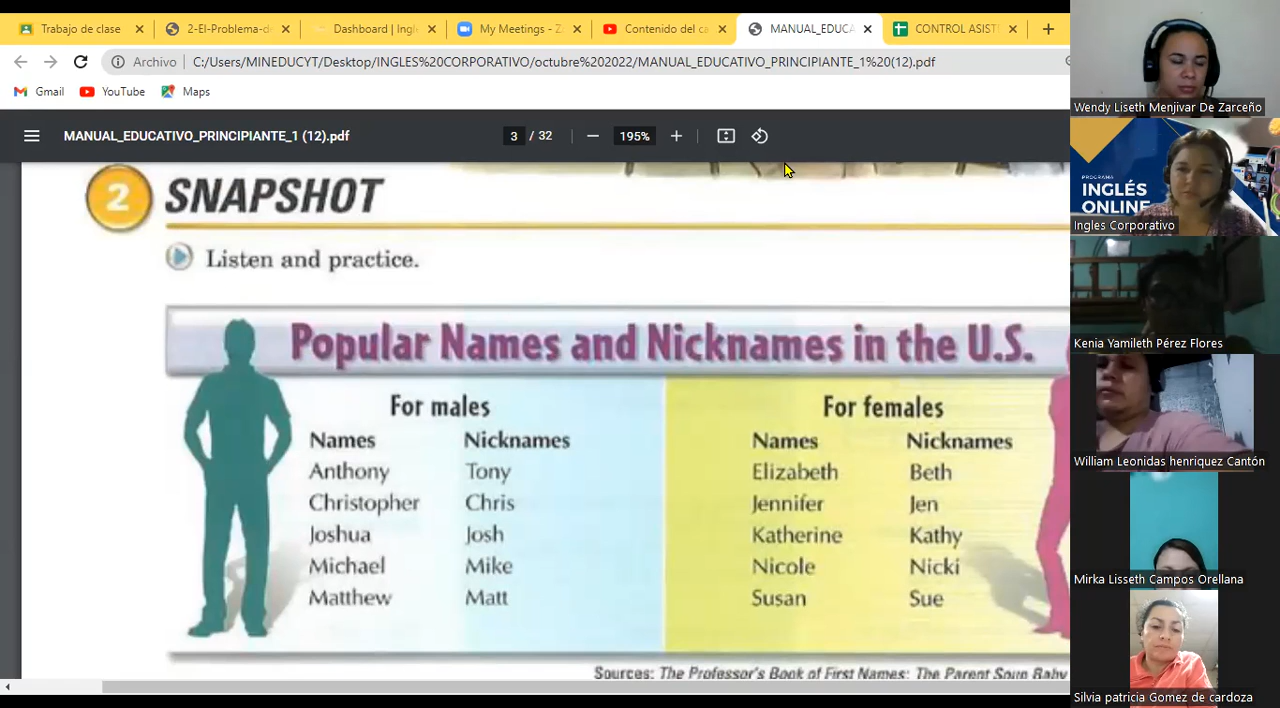 Trabajo de clase
2-El-Problema-d
Dashboard | Ingl
My Meetings - Z
Contenido del ca
MANUAL_EDUCA
CONTROL ASIST
Archivo C:/Users/MINEDUCYT/Desktop/INGLES%20CORPORATIVO/octubre%202022/MANUAL_EDUCATIVO_PRINCIPIANTE_1%20(12).pdf
Gmail YouTube Maps
MANUAL_EDUCATIVO_PRINCIPIANTE_1 (12).pdf 3 / 32 195%
2 SNAPSHOT
Listen and practice.
Popular Names and Nicknames in the U.S.
For males
Names Nicknames
Anthony Tony
Christopher Chris
Joshua Josh
Michael Mike
Matthew Matt
For females
Names Nicknames
Elizabeth Beth
Jennifer Jen
Katherine Kathy
Nicole Nicki
Susan Sue
Sources: The Professor's Book of First Names; The Parent Soup Baby
Wendy Liseth Menjivar De Zarceño
PROGRAMA
INGLÉS
ONLINE
Ingles Corporativo
Kenia Yamileth Pérez Flores
William Leonidas henriquez Cantón
Mirka Lisseth Campos Orellana
Silvia patricia Gomez de cardoza